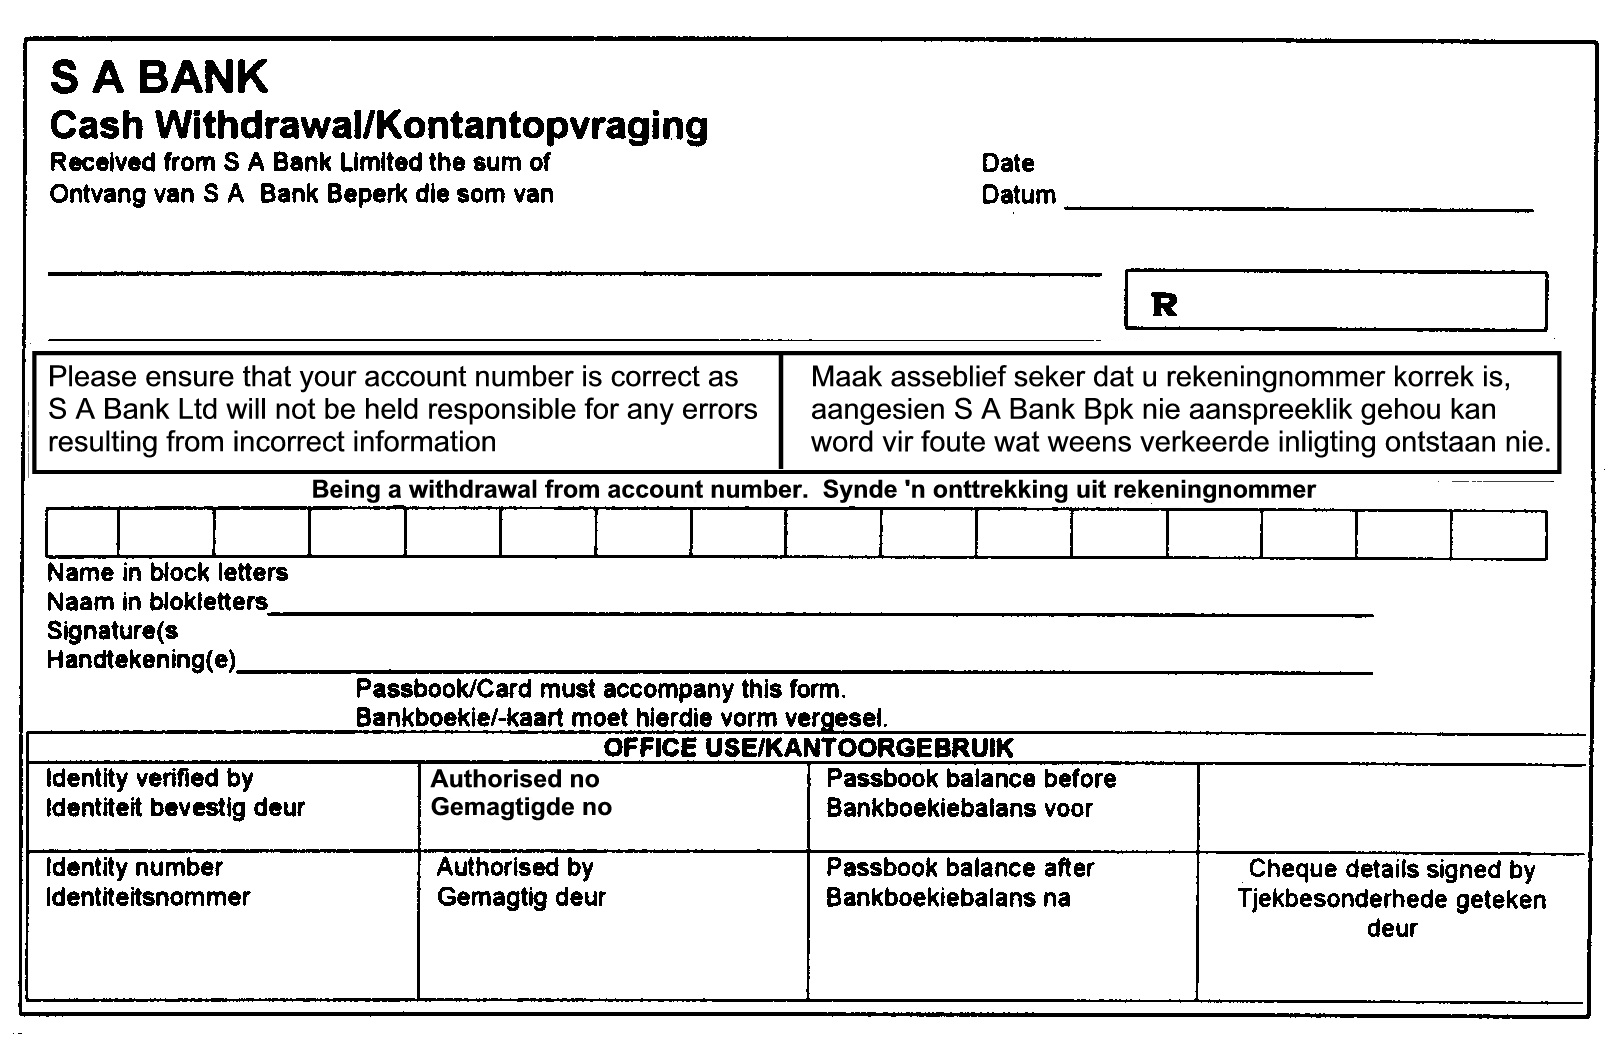 S A BANK
Cash Withdrawal/Kontantopvraging
Received from S A Bank Limited the sum of
Ontvang van S A Bank Beperk die som van
Date
Datum
R
Please ensure that your account number is correct as
S A Bank Ltd will not be held responsible for any errors
resulting from incorrect information
Maak asseblief seker dat u rekeningnommer korrek is,
aangesien S A Bank Bpk nie aanspreeklik gehou kan
word vir foute wat weens verkeerde inligting ontstaan nie.
Being a withdrawal from account number. Synde 'n onttrekking uit rekeningnommer
Name in block letters
Naam in blokletters
Signature(s
Handtekening(e)
Passbook/Card must accompany this form.
Bankboekie/-kaart moet hierdie vorm vergesel.
OFFICE USE/KANTOORGEBRUIK
Identity verified by
Identiteit bevestig deur
Authorised no
Gemagtigde no
Passbook balance before
Bankboekiebalans voor
Identity number
Identiteitsnommer
Authorised by
Gemagtig deur
Passbook balance after
Bankboekiebalans na
Cheque details signed by
Tjekbesonderhede geteken
deur